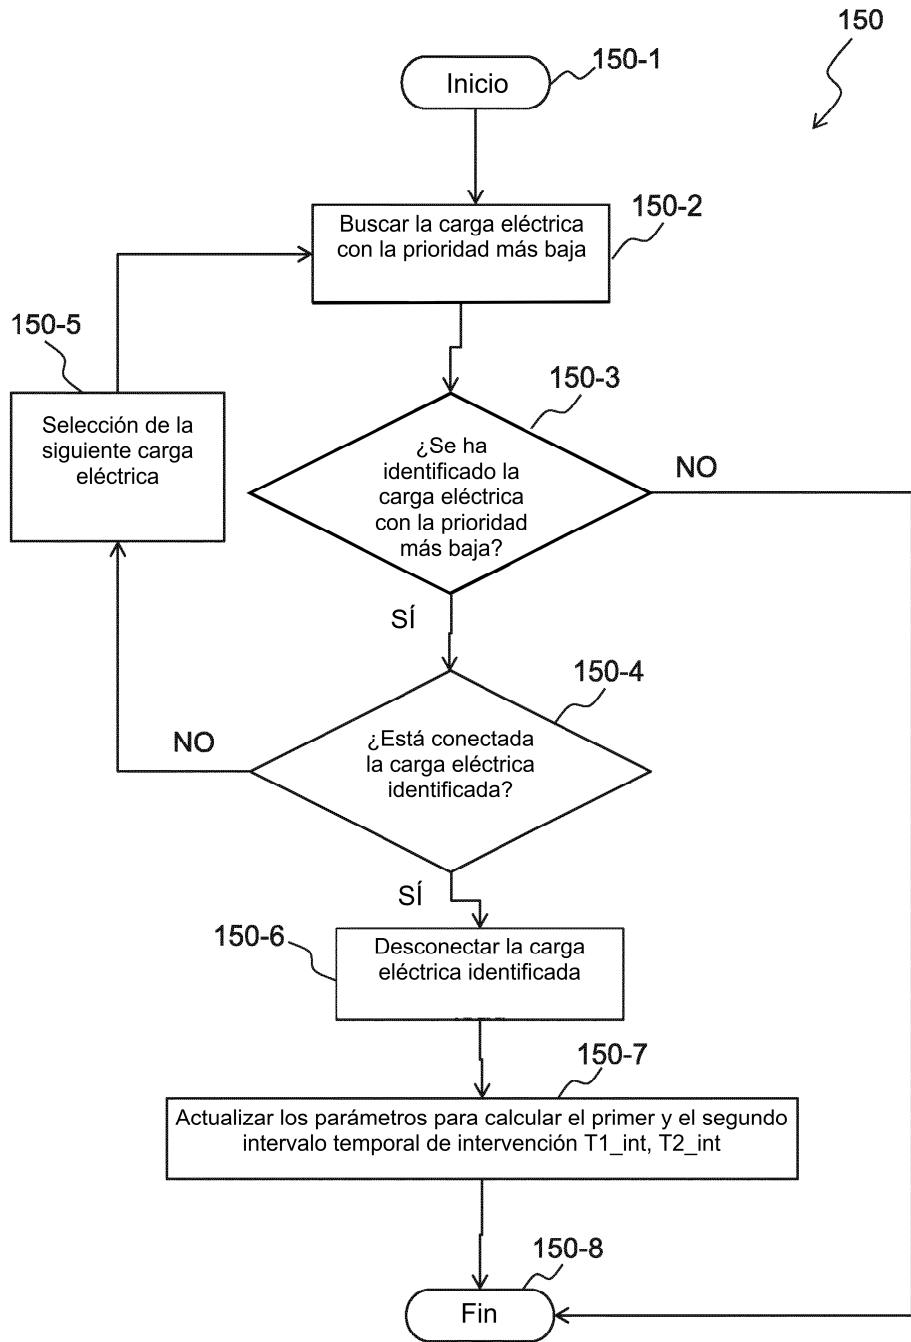 150
150-1
Inicio
150-2
Buscar la carga eléctrica
con la prioridad más baja
150-5
Selección de la
siguiente carga
eléctrica
150-3
¿Se ha
identificado la
carga eléctrica
con la prioridad
más baja?
NO
SÍ
150-4
¿Está conectada
la carga eléctrica
identificada?
NO
SÍ
150-6
Desconectar la carga
eléctrica identificada
150-7
Actualizar los parámetros para calcular el primer y el segundo
intervalo temporal de intervención T1_int, T2_int
150-8
Fin